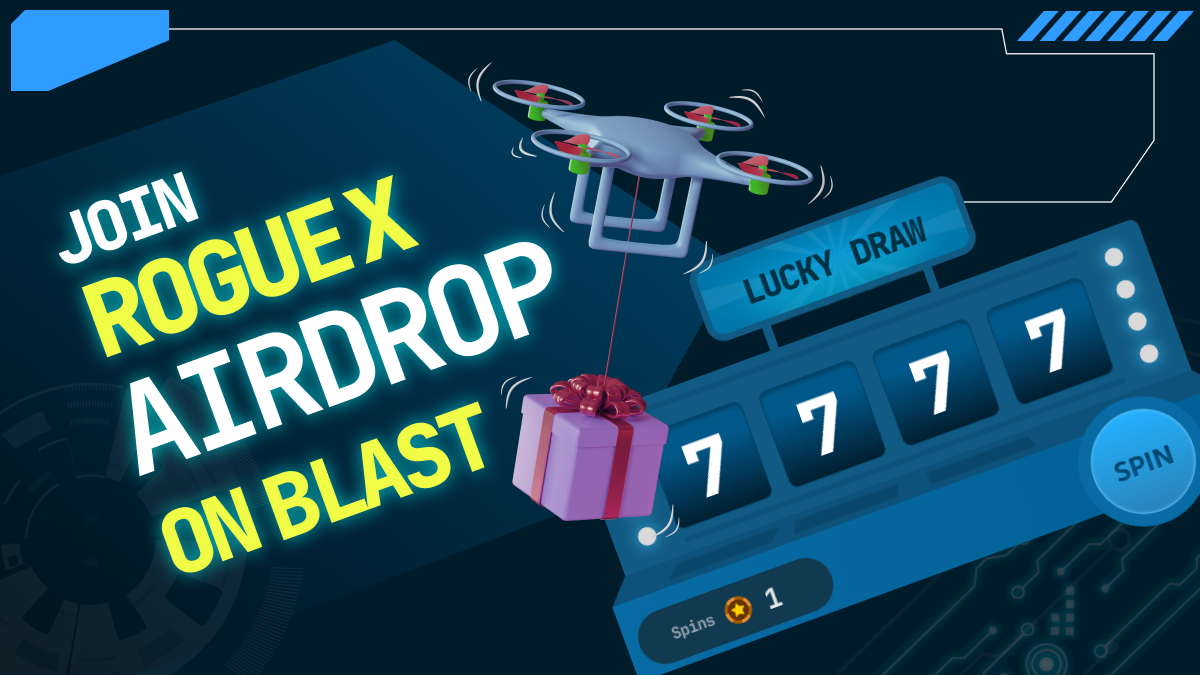 JOIN
ROGUE X
AIRDROP
ON BLAST
LUCKY DRAW
7 7 7 7
SPIN
Spins 1